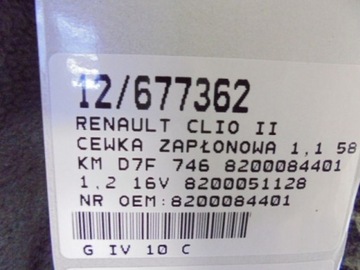 12/677362
RENAULT CLIO II
CEWKA ZAPŁONOWA 1,1 58
KM D7F 746 8200084401
1,2 16V 8200051128
NR OEM:8200084401
G IV 10 C